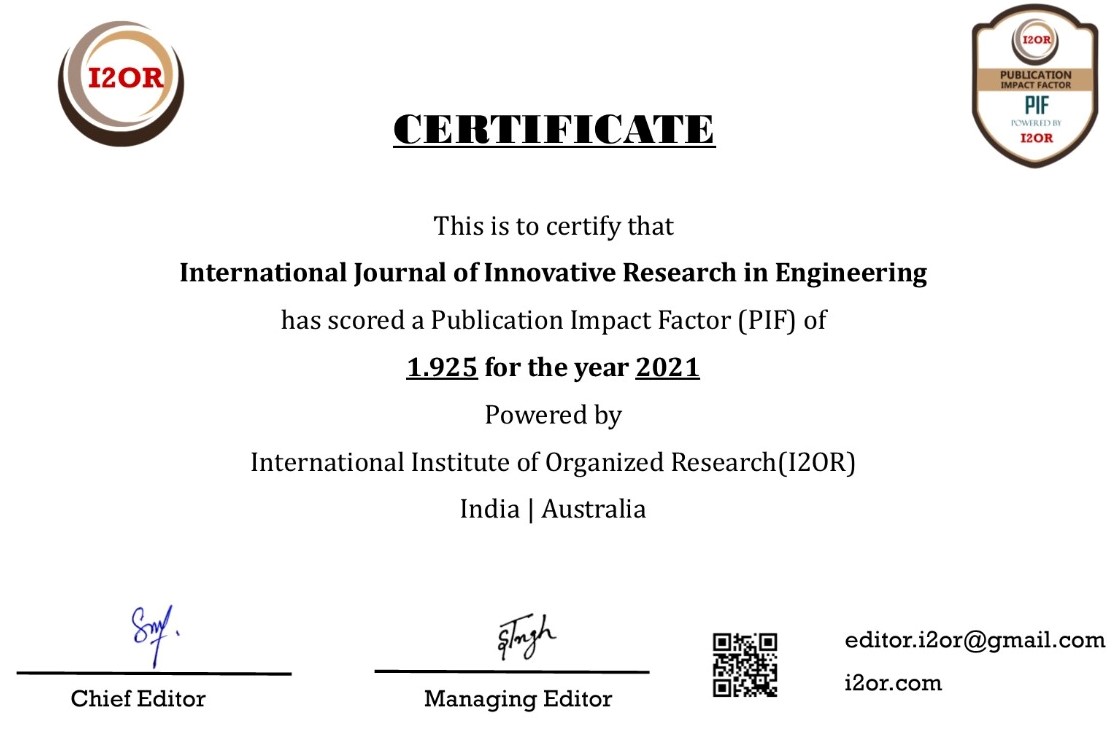 I2OR
I2OR
PUBLICATION
IMPACT FACTOR
PIF
POWERED BY
I2OR
CERTIFICATE
This is to certify that
International Journal of Innovative Research in Engineering
has scored a Publication Impact Factor (PIF) of
1.925 for the year 2021
Powered by
International Institute of Organized Research(I2OR)
India | Australia
Chief Editor
Managing Editor
editor.i2or@gmail.com
i2or.com